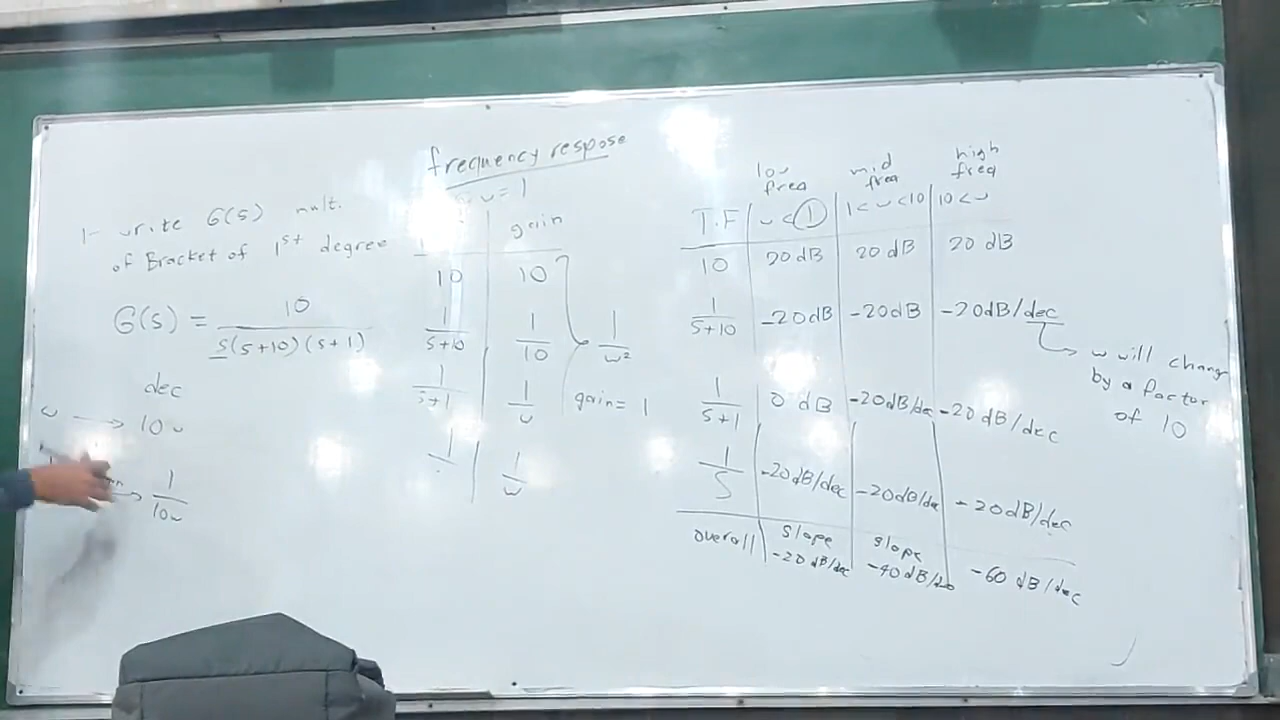 frequency respose
1- write G(s) mult.
of Bracket of 1st degree
G(s) = 10 / s(s+10)(s+1)
dec
ω → 10ω
→ 1/10ω
ω = 1
gain
10 | 10
1/s+10 | 1/10
1/s+1 | 1/ω
1/ω
1/ω²
gain = 1
low freq | mid freq | high freq
T.F | ω < 1 | 1 < ω < 10 | 10 < ω
10 | 20 dB | 20 dB | 20 dB
1/s+10 | -20dB | -20dB | -20dB/dec
ω will change
by a factor
of 10
1/s+1 | 0 dB | -20dB/dec | -20dB/dec
1/S | -20dB/dec | -20dB/dec | -20dB/dec
overall | slope -20dB/dec | slope -40dB/dec | -60 dB/dec